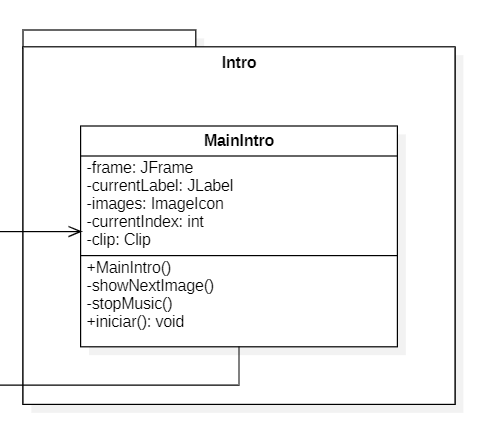 Intro
MainIntro
-frame: JFrame
-currentLabel: JLabel
-images: ImageIcon
-currentIndex: int
-clip: Clip
+MainIntro()
-showNextImage()
-stopMusic()
+iniciar(): void